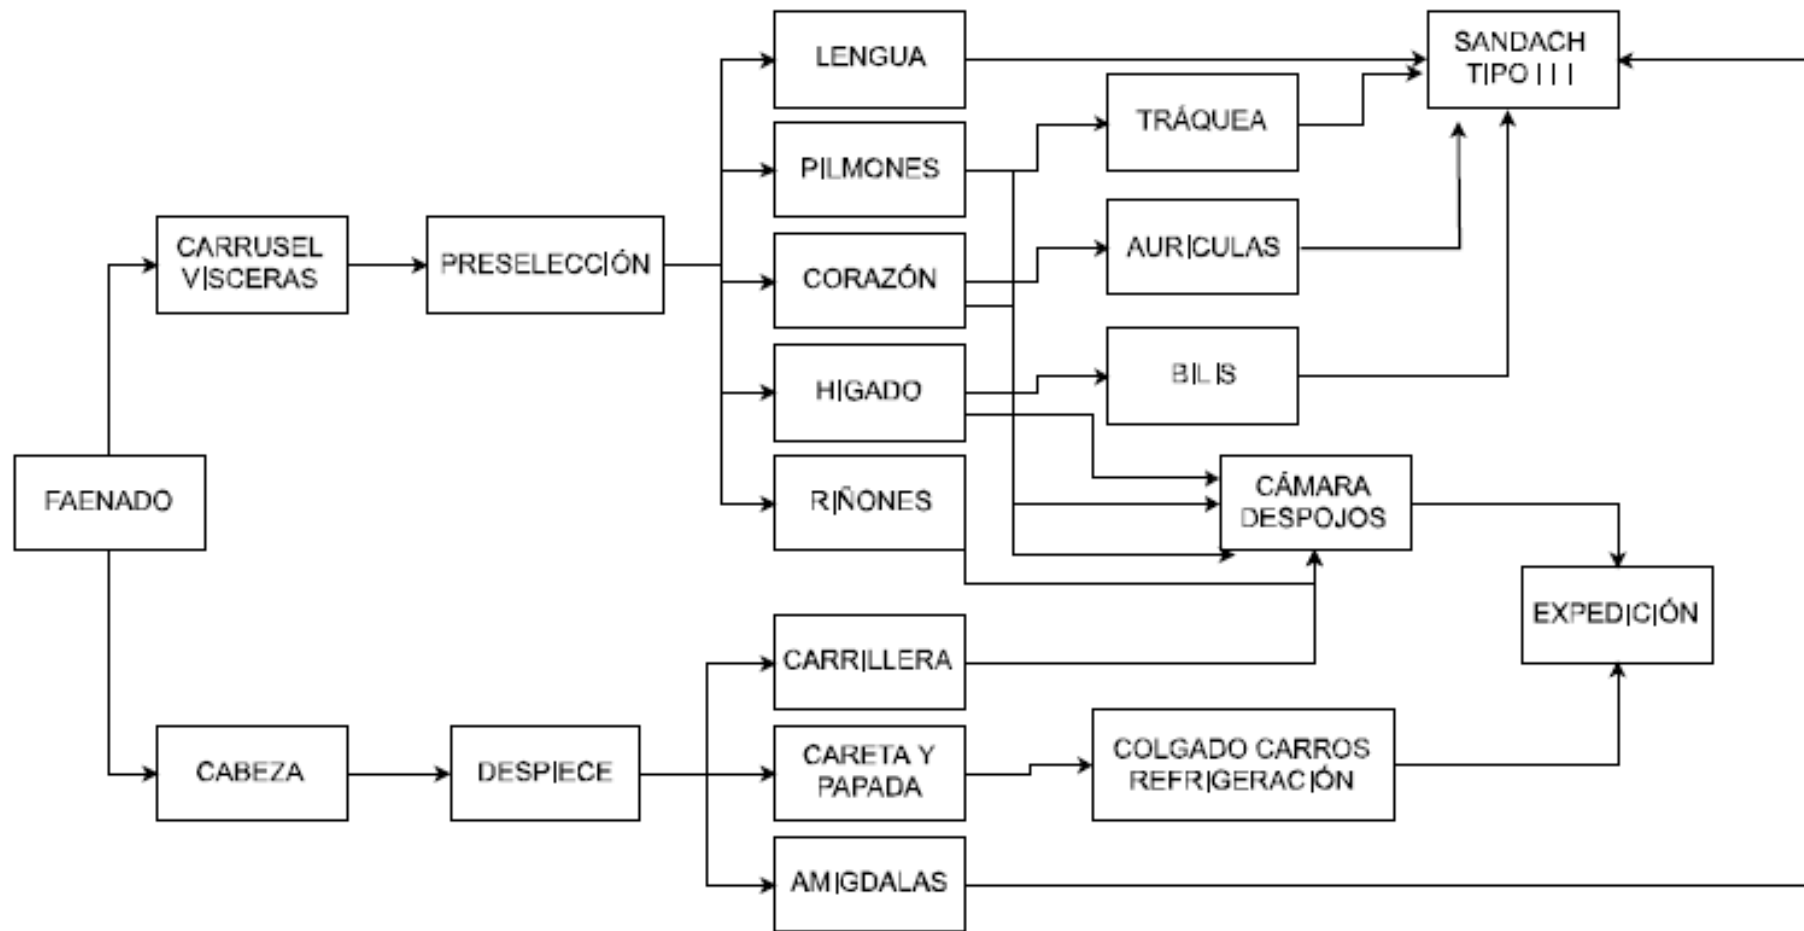 LENGUA
SANDACH
TIPO III
TRÁQUEA
PILMONES
CARRUSEL
VISCERAS
PRESELECCIÓN
CORAZÓN
AURICULAS
HIGADO
BILIS
FAENADO
RIÑONES
CÁMARA
DESPOJOS
EXPEDICIÓN
CARRILLERA
CABEZA
DESPIECE
CARETA Y
PAPADA
COLGADO CARROS
REFRIGERACIÓN
AMIGDALAS